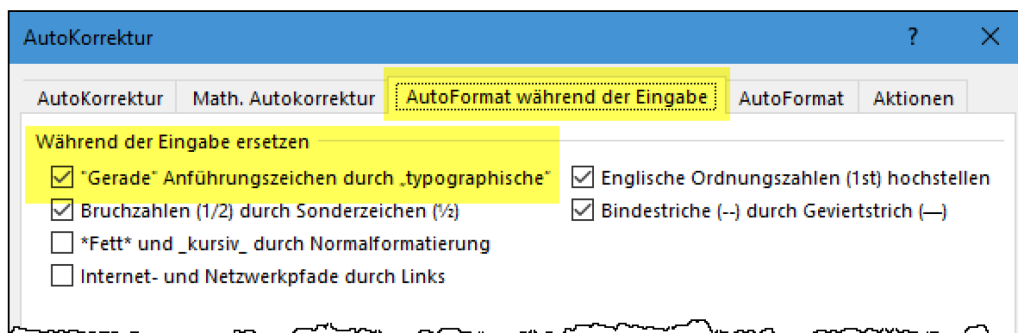 AutoKorrektur ?
AutoKorrektur Math. Autokorrektur AutoFormat während der Eingabe AutoFormat Aktionen
Während der Eingabe ersetzen
"Gerade" Anführungszeichen durch „typographische“ Englische Ordnungszahlen (1st) hochstellen
Bruchzahlen (1/2) durch Sonderzeichen (½) Bindestriche (--) durch Geviertstrich (—)
*Fett* und _kursiv_ durch Normalformatierung
Internet- und Netzwerkpfade durch Links